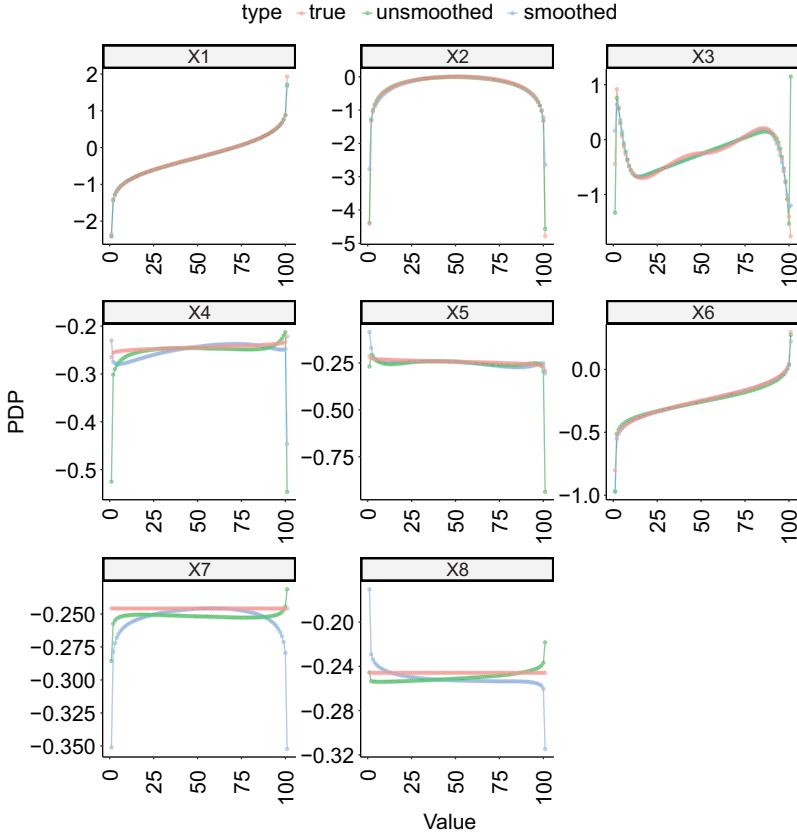 type true unsmoothed smoothed
X1 X2 X3
2 1 0 −1 −2
0 −1 −2 −3 −4 −5
1 0 −1
0 25 50 75 100 0 25 50 75 100 0 25 50 75 100
X4 X5 X6
−0.2 −0.3 −0.4 −0.5
−0.25 −0.50 −0.75
0.0 −0.5 −1.0
0 25 50 75 100 0 25 50 75 100 0 25 50 75 100
PDP
X7 X8
−0.250 −0.275 −0.300 −0.325 −0.350
−0.20 −0.24 −0.28 −0.32
0 25 50 75 100 0 25 50 75 100
Value